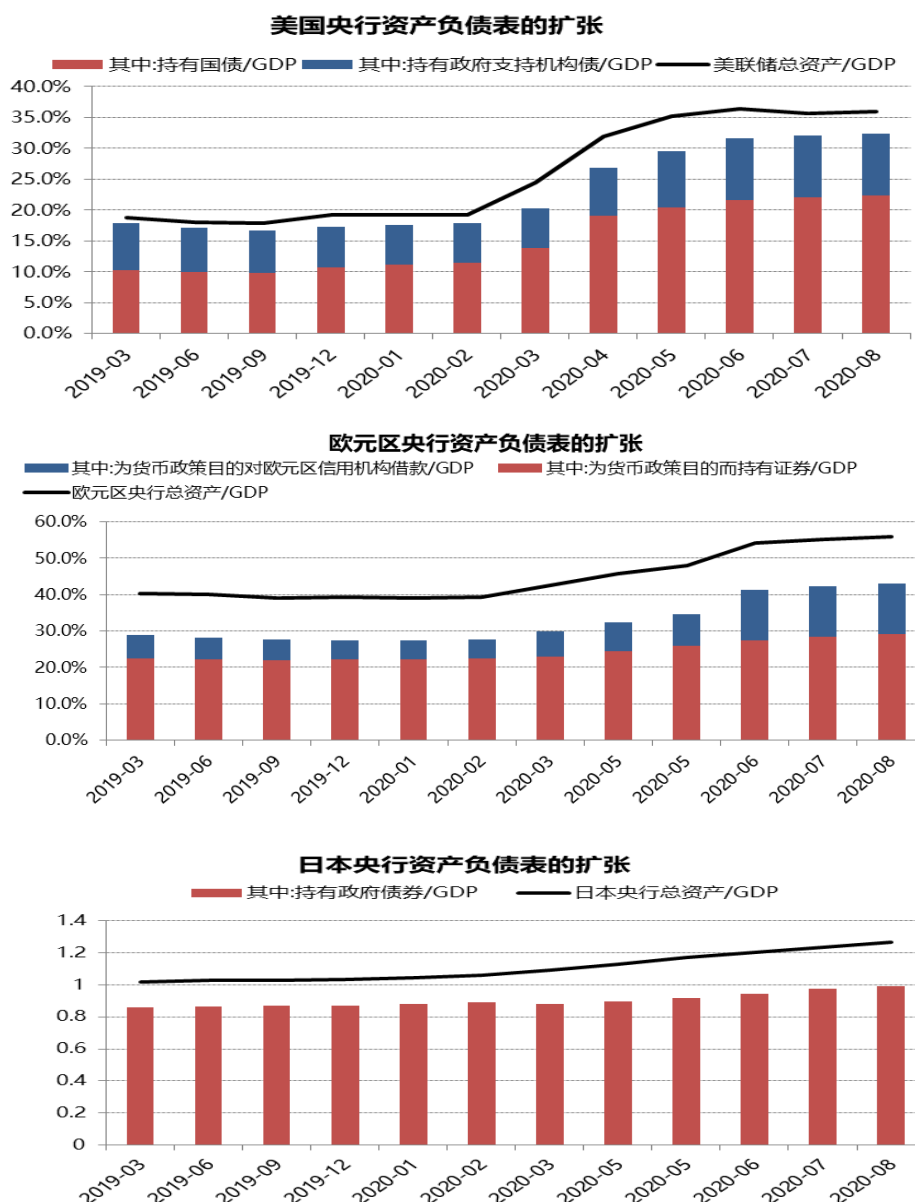 美国央行资产负债表的扩张
其中:持有国债/GDP 其中:持有政府支持机构债/GDP 美联储总资产/GDP
40.0%
35.0%
30.0%
25.0%
20.0%
15.0%
10.0%
5.0%
0.0%
2019-03 2019-06 2019-09 2019-12 2020-01 2020-02 2020-03 2020-04 2020-05 2020-06 2020-07 2020-08
欧元区央行资产负债表的扩张
其中:为货币政策目的对欧元区信用机构借款/GDP 其中:为货币政策目的而持有证券/GDP
欧元区央行总资产/GDP
60.0%
50.0%
40.0%
30.0%
20.0%
10.0%
0.0%
2019-03 2019-06 2019-09 2019-12 2020-01 2020-02 2020-03 2020-05 2020-05 2020-06 2020-07 2020-08
日本央行资产负债表的扩张
其中:持有政府债券/GDP 日本央行总资产/GDP
1.4
1.2
1
0.8
0.6
0.4
0.2
0
2019-03 2019-06 2019-09 2019-12 2020-01 2020-02 2020-03 2020-05 2020-05 2020-06 2020-07 2020-08